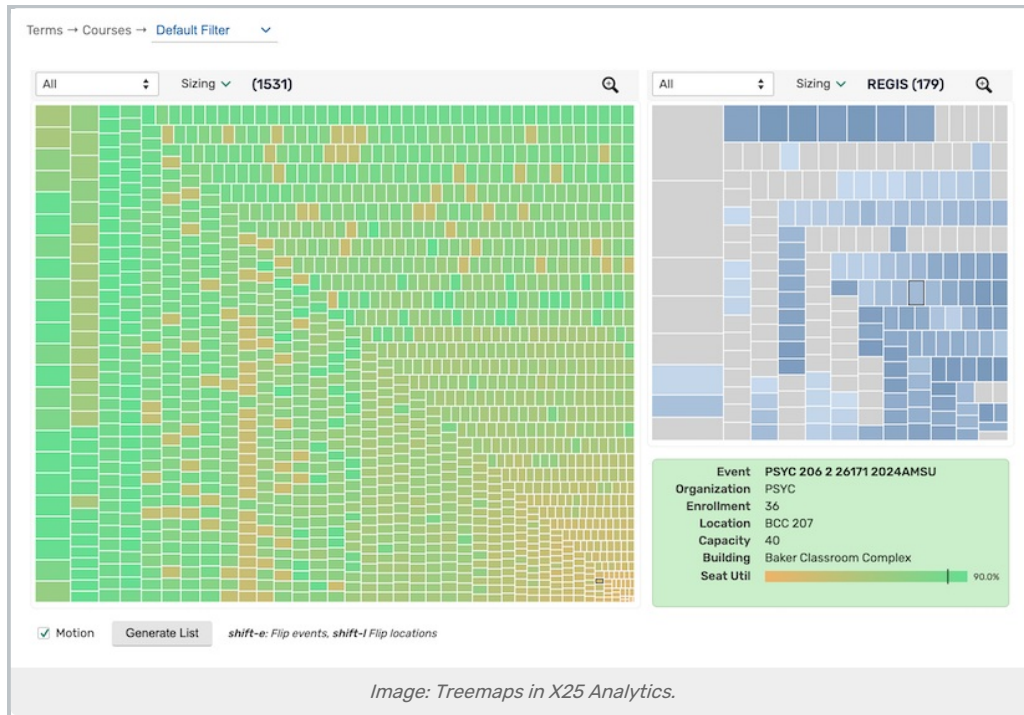 Terms → Courses → Default Filter
All Sizing (1531)
All Sizing REGIS (179)
Event PSYC 206 2 26171 2024AMSU
Organization PSYC
Enrollment 36
Location BCC 207
Capacity 40
Building Baker Classroom Complex
Seat Util 90.0%
Motion Generate List shift-e: Flip events, shift-l Flip locations
Image: Treemaps in X25 Analytics.